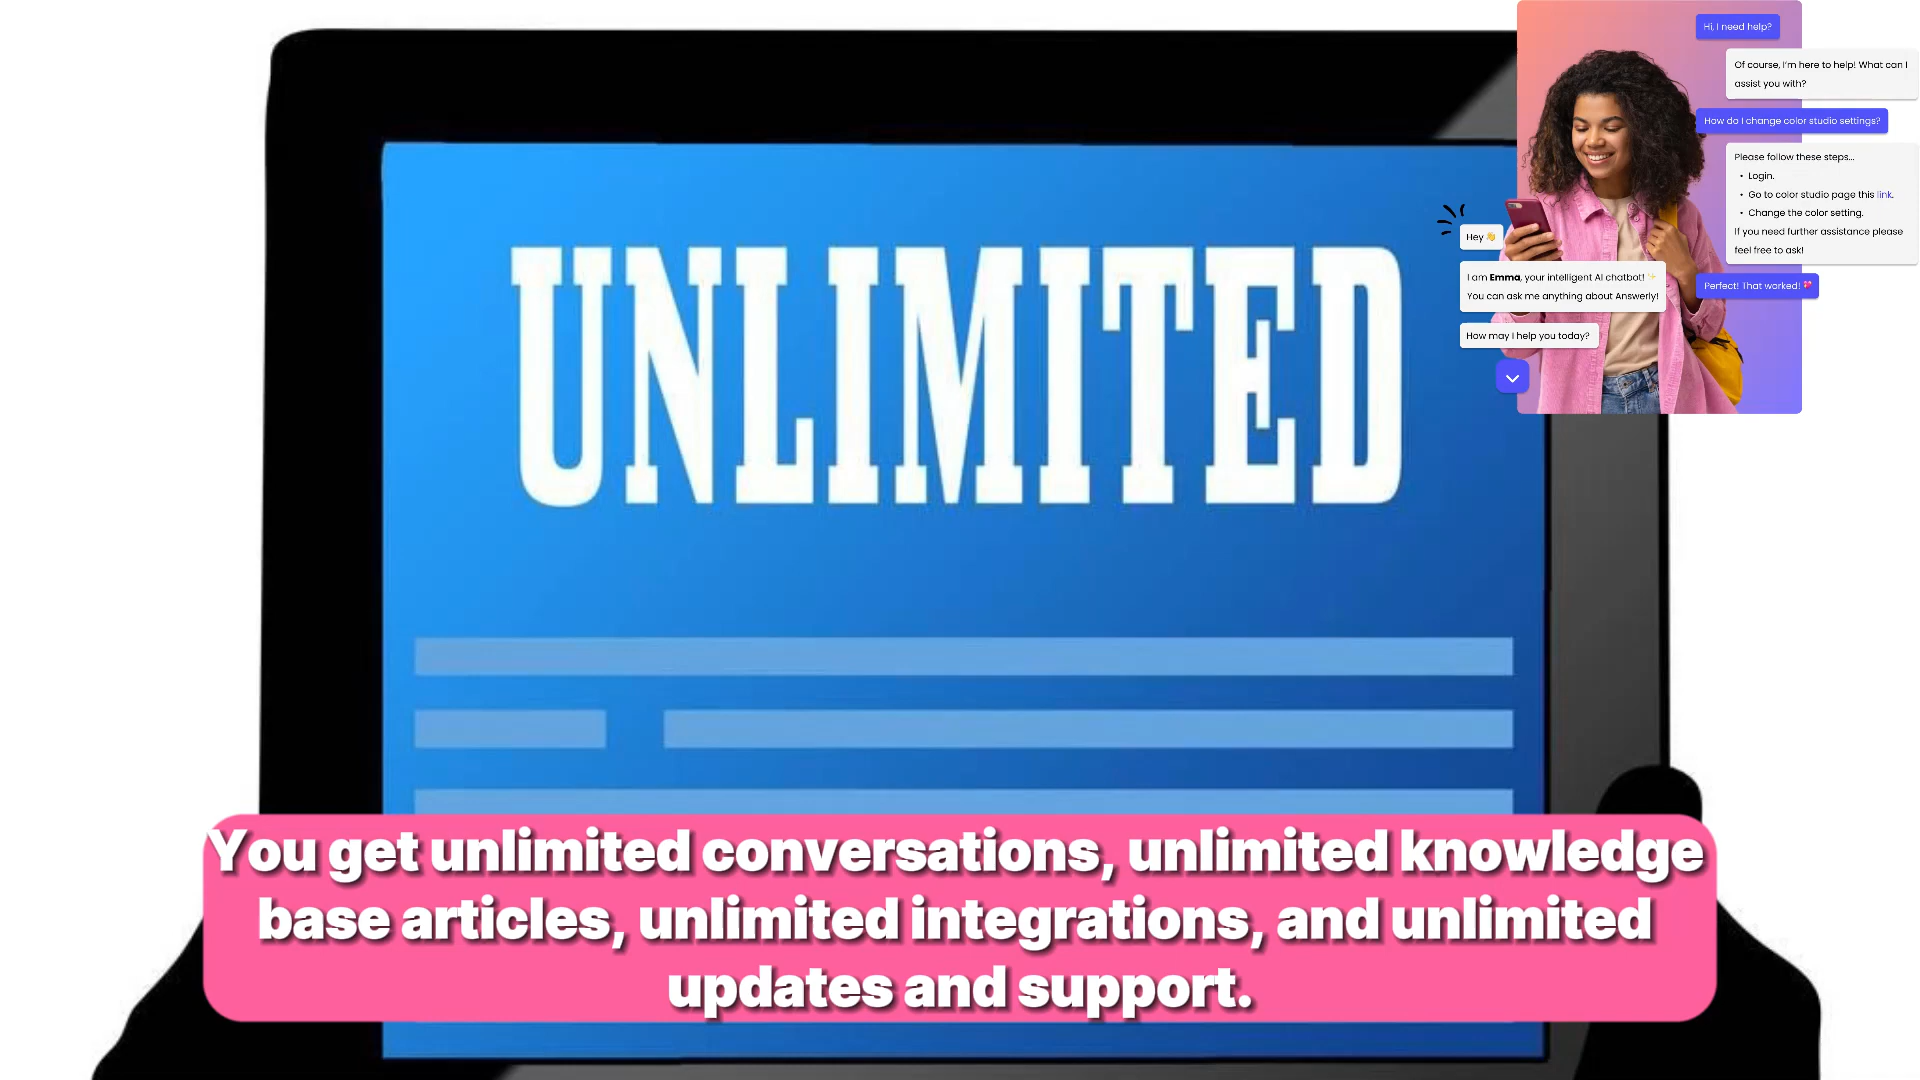 UNLIMITED
Hi, I need help?
Of course, I'm here to help! What can I
assist you with?
How do I change color studio settings?
Please follow these steps...
• Login.
• Go to color studio page this link.
• Change the color setting.
If you need further assistance please
feel free to ask!
Perfect! That worked! 💖
Hey 👋
I am Emma, your intelligent AI chatbot! ✨
You can ask me anything about Answerly!
How may I help you today?
You get unlimited conversations, unlimited knowledge
base articles, unlimited integrations, and unlimited
updates and support.